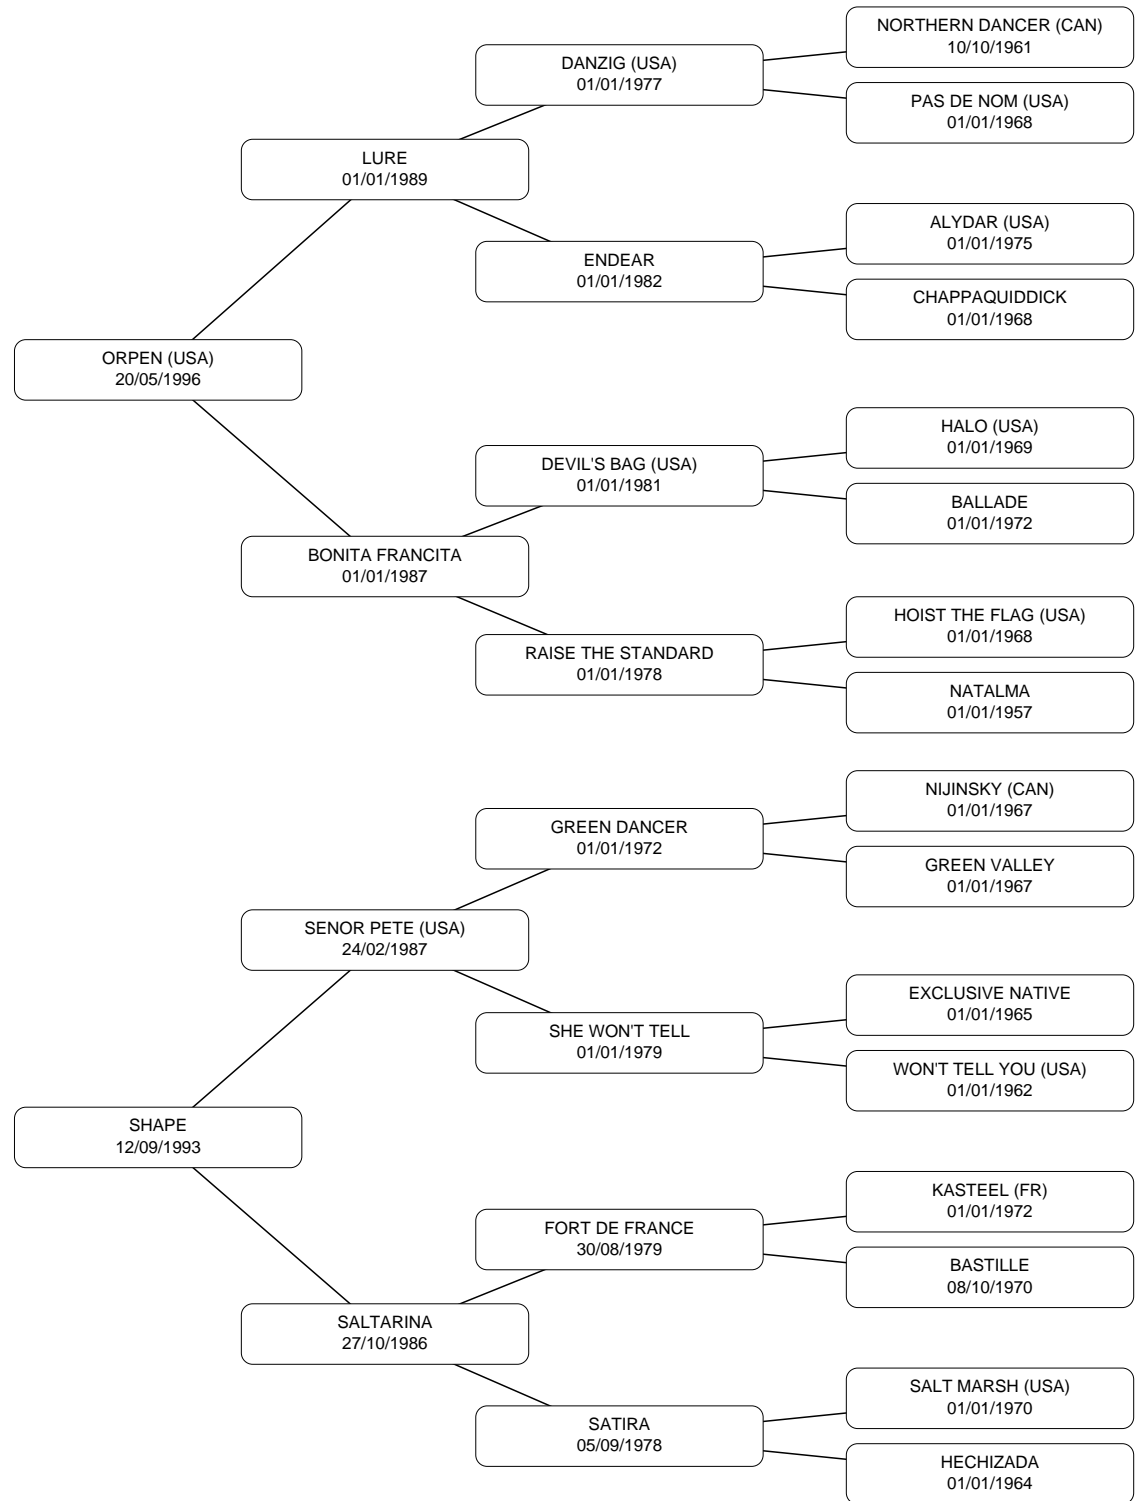 NORTHERN DANCER (CAN)
10/10/1961
DANZIG (USA)
01/01/1977
PAS DE NOM (USA)
01/01/1968
LURE
01/01/1989
ALYDAR (USA)
01/01/1975
ENDEAR
01/01/1982
CHAPPAQUIDDICK
01/01/1968
ORPEN (USA)
20/05/1996
HALO (USA)
01/01/1969
DEVIL'S BAG (USA)
01/01/1981
BALLADE
01/01/1972
BONITA FRANCITA
01/01/1987
HOIST THE FLAG (USA)
01/01/1968
RAISE THE STANDARD
01/01/1978
NATALMA
01/01/1957
NIJINSKY (CAN)
01/01/1967
GREEN DANCER
01/01/1972
GREEN VALLEY
01/01/1967
SENOR PETE (USA)
24/02/1987
EXCLUSIVE NATIVE
01/01/1965
SHE WON'T TELL
01/01/1979
WON'T TELL YOU (USA)
01/01/1962
SHAPE
12/09/1993
KASTEEL (FR)
01/01/1972
FORT DE FRANCE
30/08/1979
BASTILLE
08/10/1970
SALTARINA
27/10/1986
SALT MARSH (USA)
01/01/1970
SATIRA
05/09/1978
HECHIZADA
01/01/1964